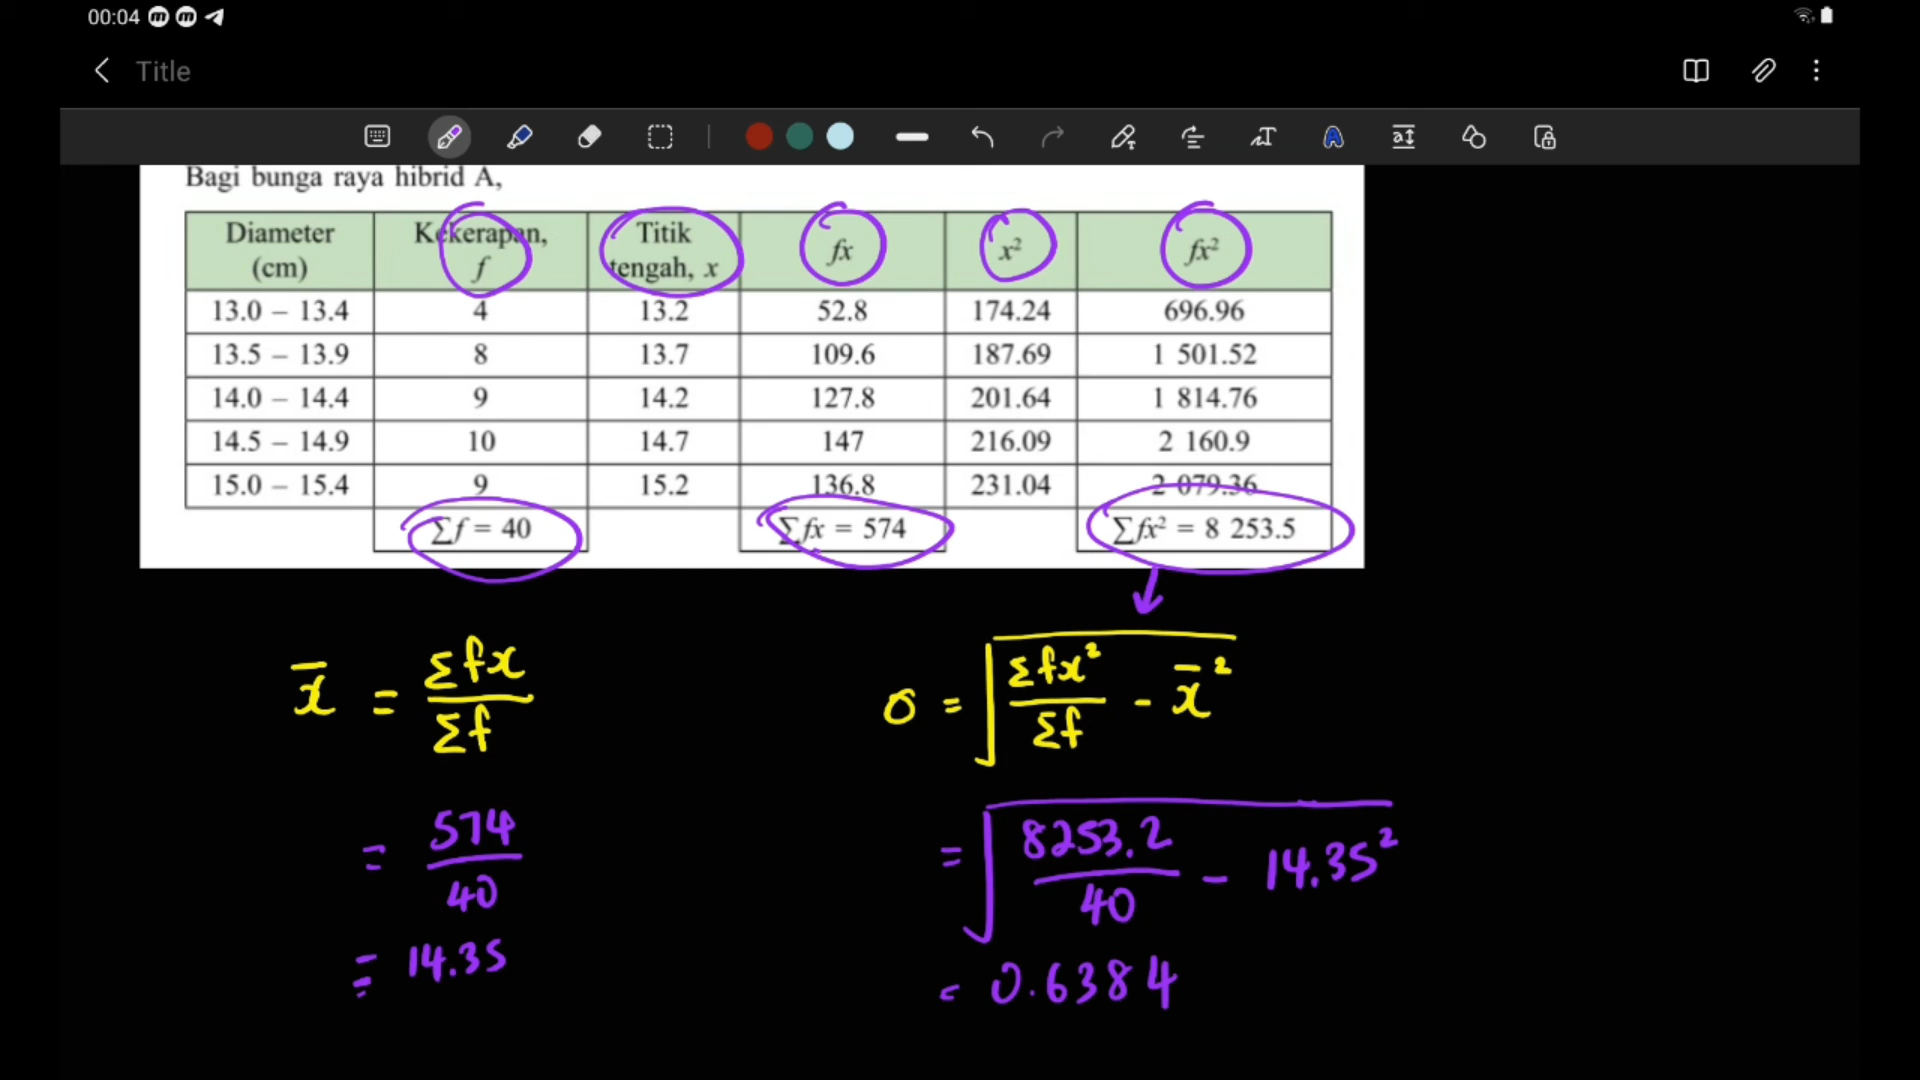 00:04
Title
Bagi bunga raya hibrid A,
Diameter (cm) Kekerapan, f Titik tengah, x fx x² fx²
13.0 – 13.4 4 13.2 52.8 174.24 696.96
13.5 – 13.9 8 13.7 109.6 187.69 1 501.52
14.0 – 14.4 9 14.2 127.8 201.64 1 814.76
14.5 – 14.9 10 14.7 147 216.09 2 160.9
15.0 – 15.4 9 15.2 136.8 231.04 2 079.36
∑f = 40 ∑fx = 574 ∑fx² = 8 253.5
x̄ = Σfx / Σf
= 574 / 40
= 14.35
σ = √(Σfx² / Σf - x̄²)
= √(8253.2 / 40 - 14.35²)
= 0.6384